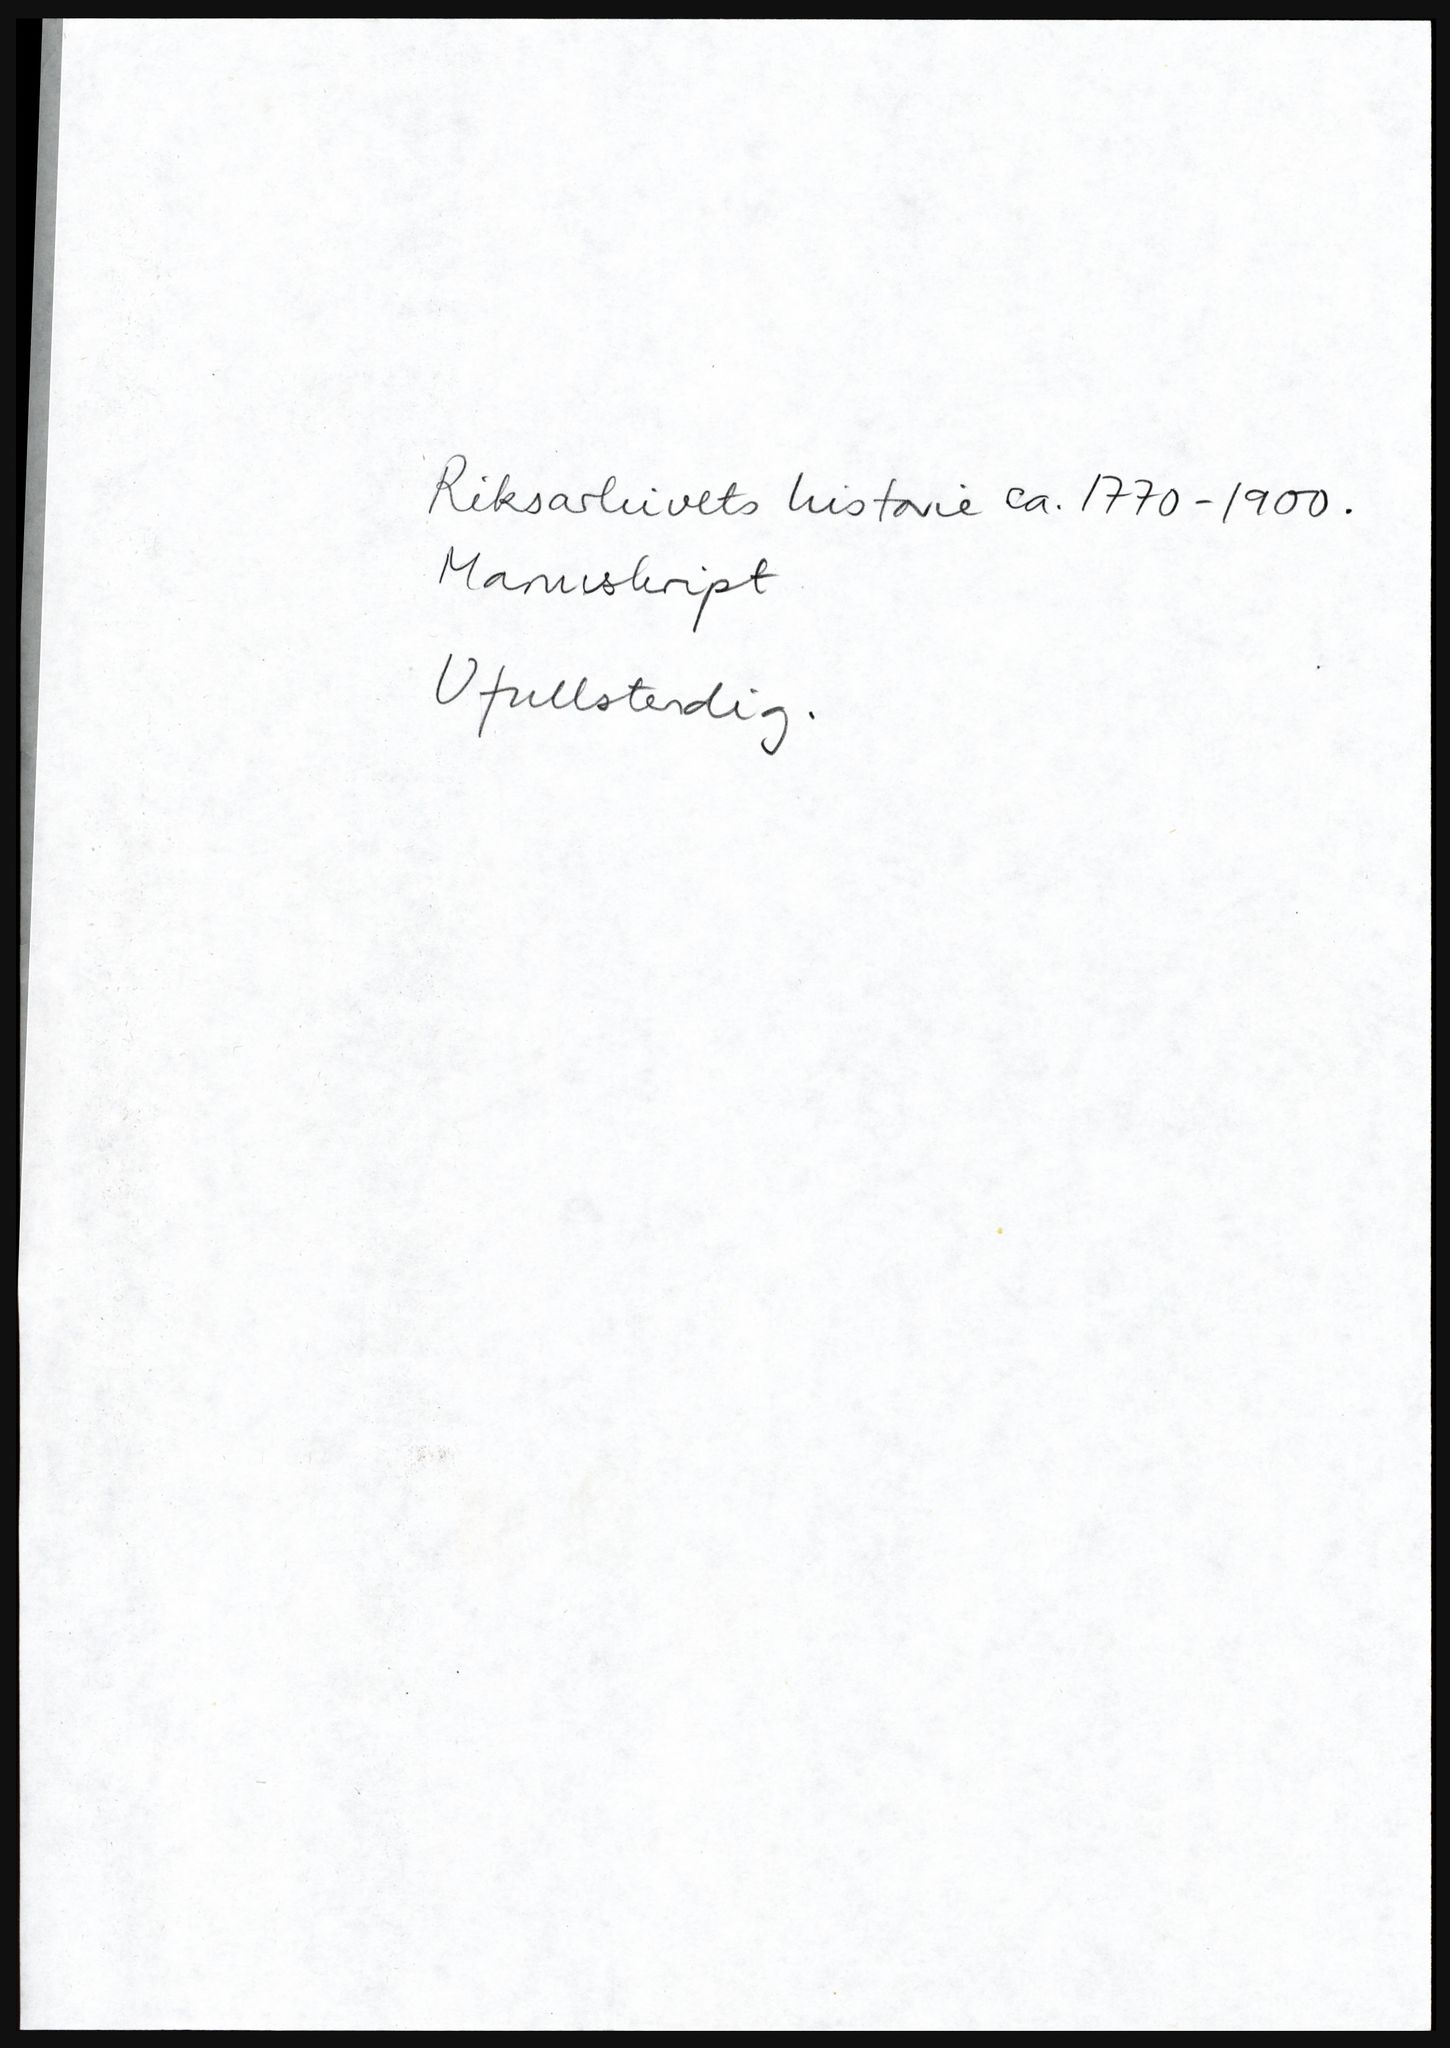 Riksarkivets historie ca. 1770-1900.
Manuskript
Ufullstendig.